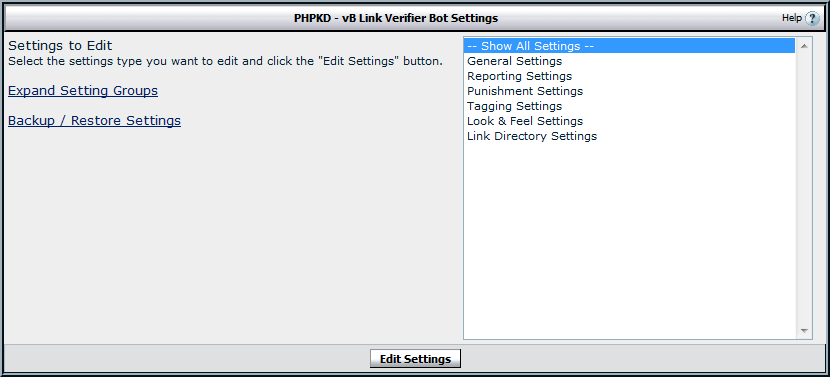 PHPKD - vB Link Verifier Bot Settings
Help ?
Settings to Edit
Select the settings type you want to edit and click the "Edit Settings" button.
Expand Setting Groups
Backup / Restore Settings
-- Show All Settings --
General Settings
Reporting Settings
Punishment Settings
Tagging Settings
Look & Feel Settings
Link Directory Settings
Edit Settings